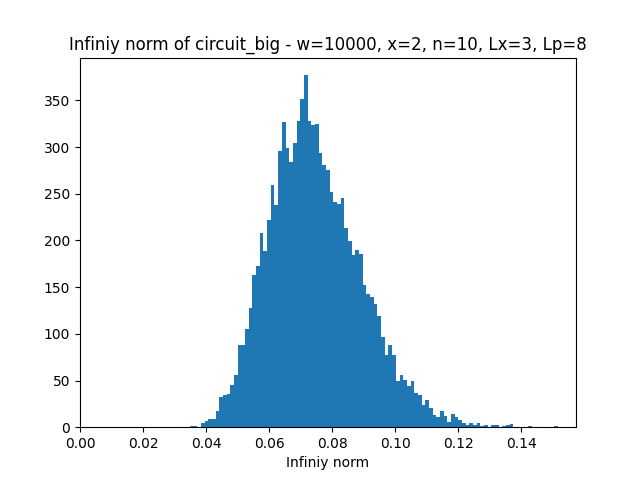 Infiniy norm of circuit_big - w=10000, x=2, n=10, Lx=3, Lp=8
350
300
250
200
150
100
50
0
0.00 0.02 0.04 0.06 0.08 0.10 0.12 0.14
Infiniy norm